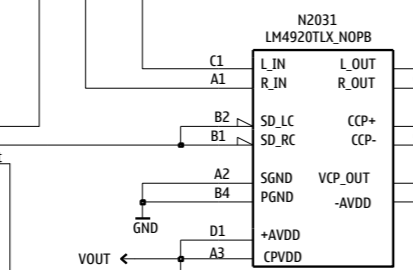 N2031
LM4920TLX_NOPB
C1 L_IN L_OUT
A1 R_IN R_OUT
B2 SD_LC CCP+
B1 SD_RC CCP-
A2 SGND VCP_OUT
B4 PGND -AVDD
GND
D1 +AVDD
VOUT A3 CPVDD